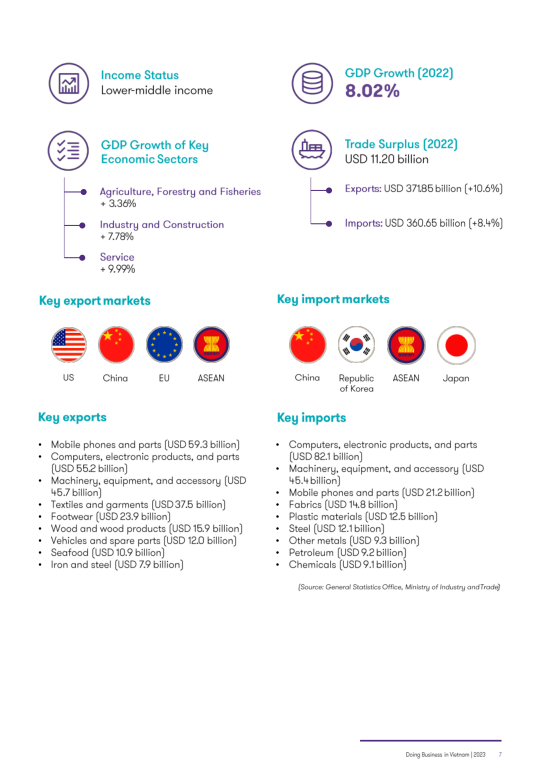 Income Status
Lower-middle income
GDP Growth (2022)
8.02%
GDP Growth of Key
Economic Sectors
Agriculture, Forestry and Fisheries
+ 3.36%
Industry and Construction
+ 7.78%
Service
+ 9.99%
Trade Surplus (2022)
USD 11.20 billion
Exports: USD 371.85 billion (+10.6%)
Imports: USD 360.65 billion (+8.4%)
Key export markets
US
China
EU
ASEAN
Key import markets
China
Republic
of Korea
ASEAN
Japan
Key exports
• Mobile phones and parts (USD 59.3 billion)
• Computers, electronic products, and parts
(USD 55.2 billion)
• Machinery, equipment, and accessory (USD
45.7 billion)
• Textiles and garments (USD 37.5 billion)
• Footwear (USD 23.9 billion)
• Wood and wood products (USD 15.9 billion)
• Vehicles and spare parts (USD 12.0 billion)
• Seafood (USD 10.9 billion)
• Iron and steel (USD 7.9 billion)
Key imports
• Computers, electronic products, and parts
(USD 82.1 billion)
• Machinery, equipment, and accessory (USD
45.4 billion)
• Mobile phones and parts (USD 21.2 billion)
• Fabrics (USD 14.8 billion)
• Plastic materials (USD 12.5 billion)
• Steel (USD 12.1 billion)
• Other metals (USD 9.3 billion)
• Petroleum (USD 9.2 billion)
• Chemicals (USD 9.1 billion)
(Source: General Statistics Office, Ministry of Industry and Trade)
Doing Business in Vietnam | 2023 7